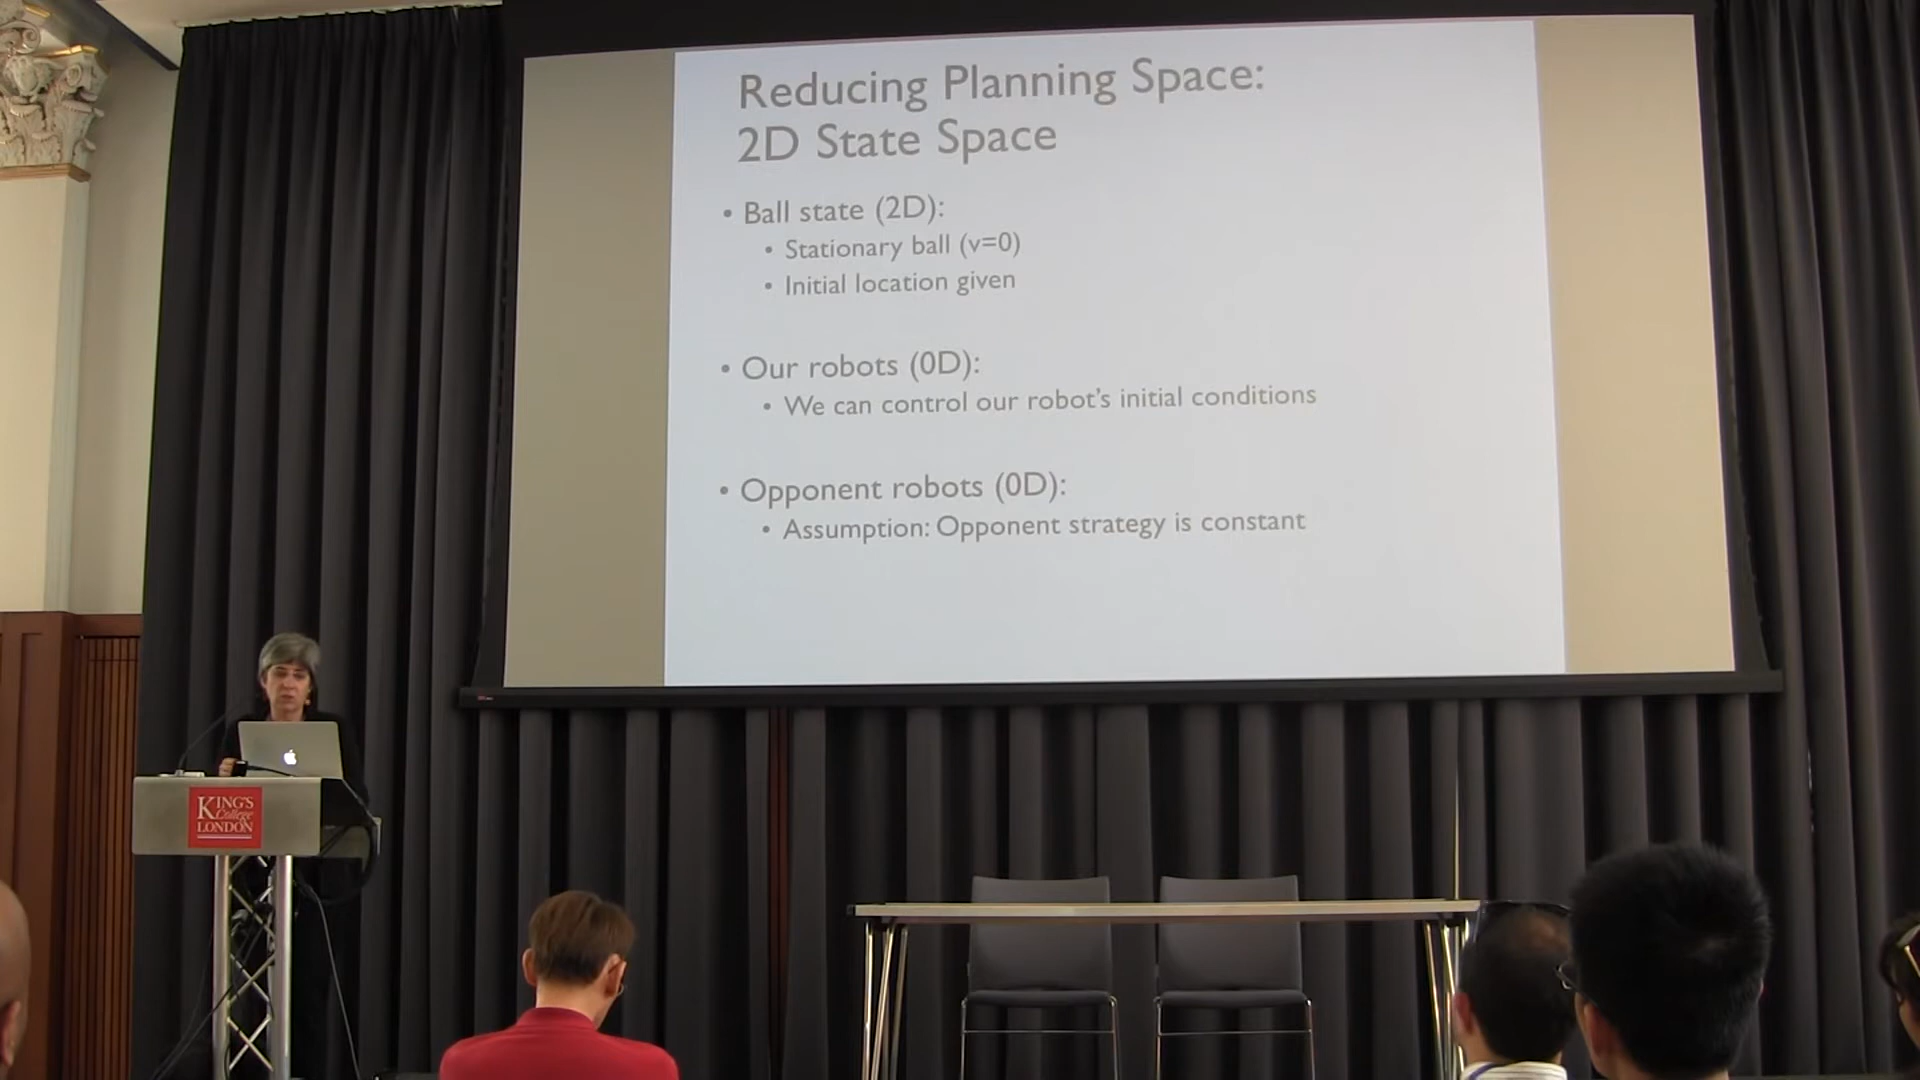 Reducing Planning Space:
2D State Space
• Ball state (2D):
• Stationary ball (v=0)
• Initial location given
• Our robots (0D):
• We can control our robot's initial conditions
• Opponent robots (0D):
• Assumption: Opponent strategy is constant
KING'S
College
LONDON